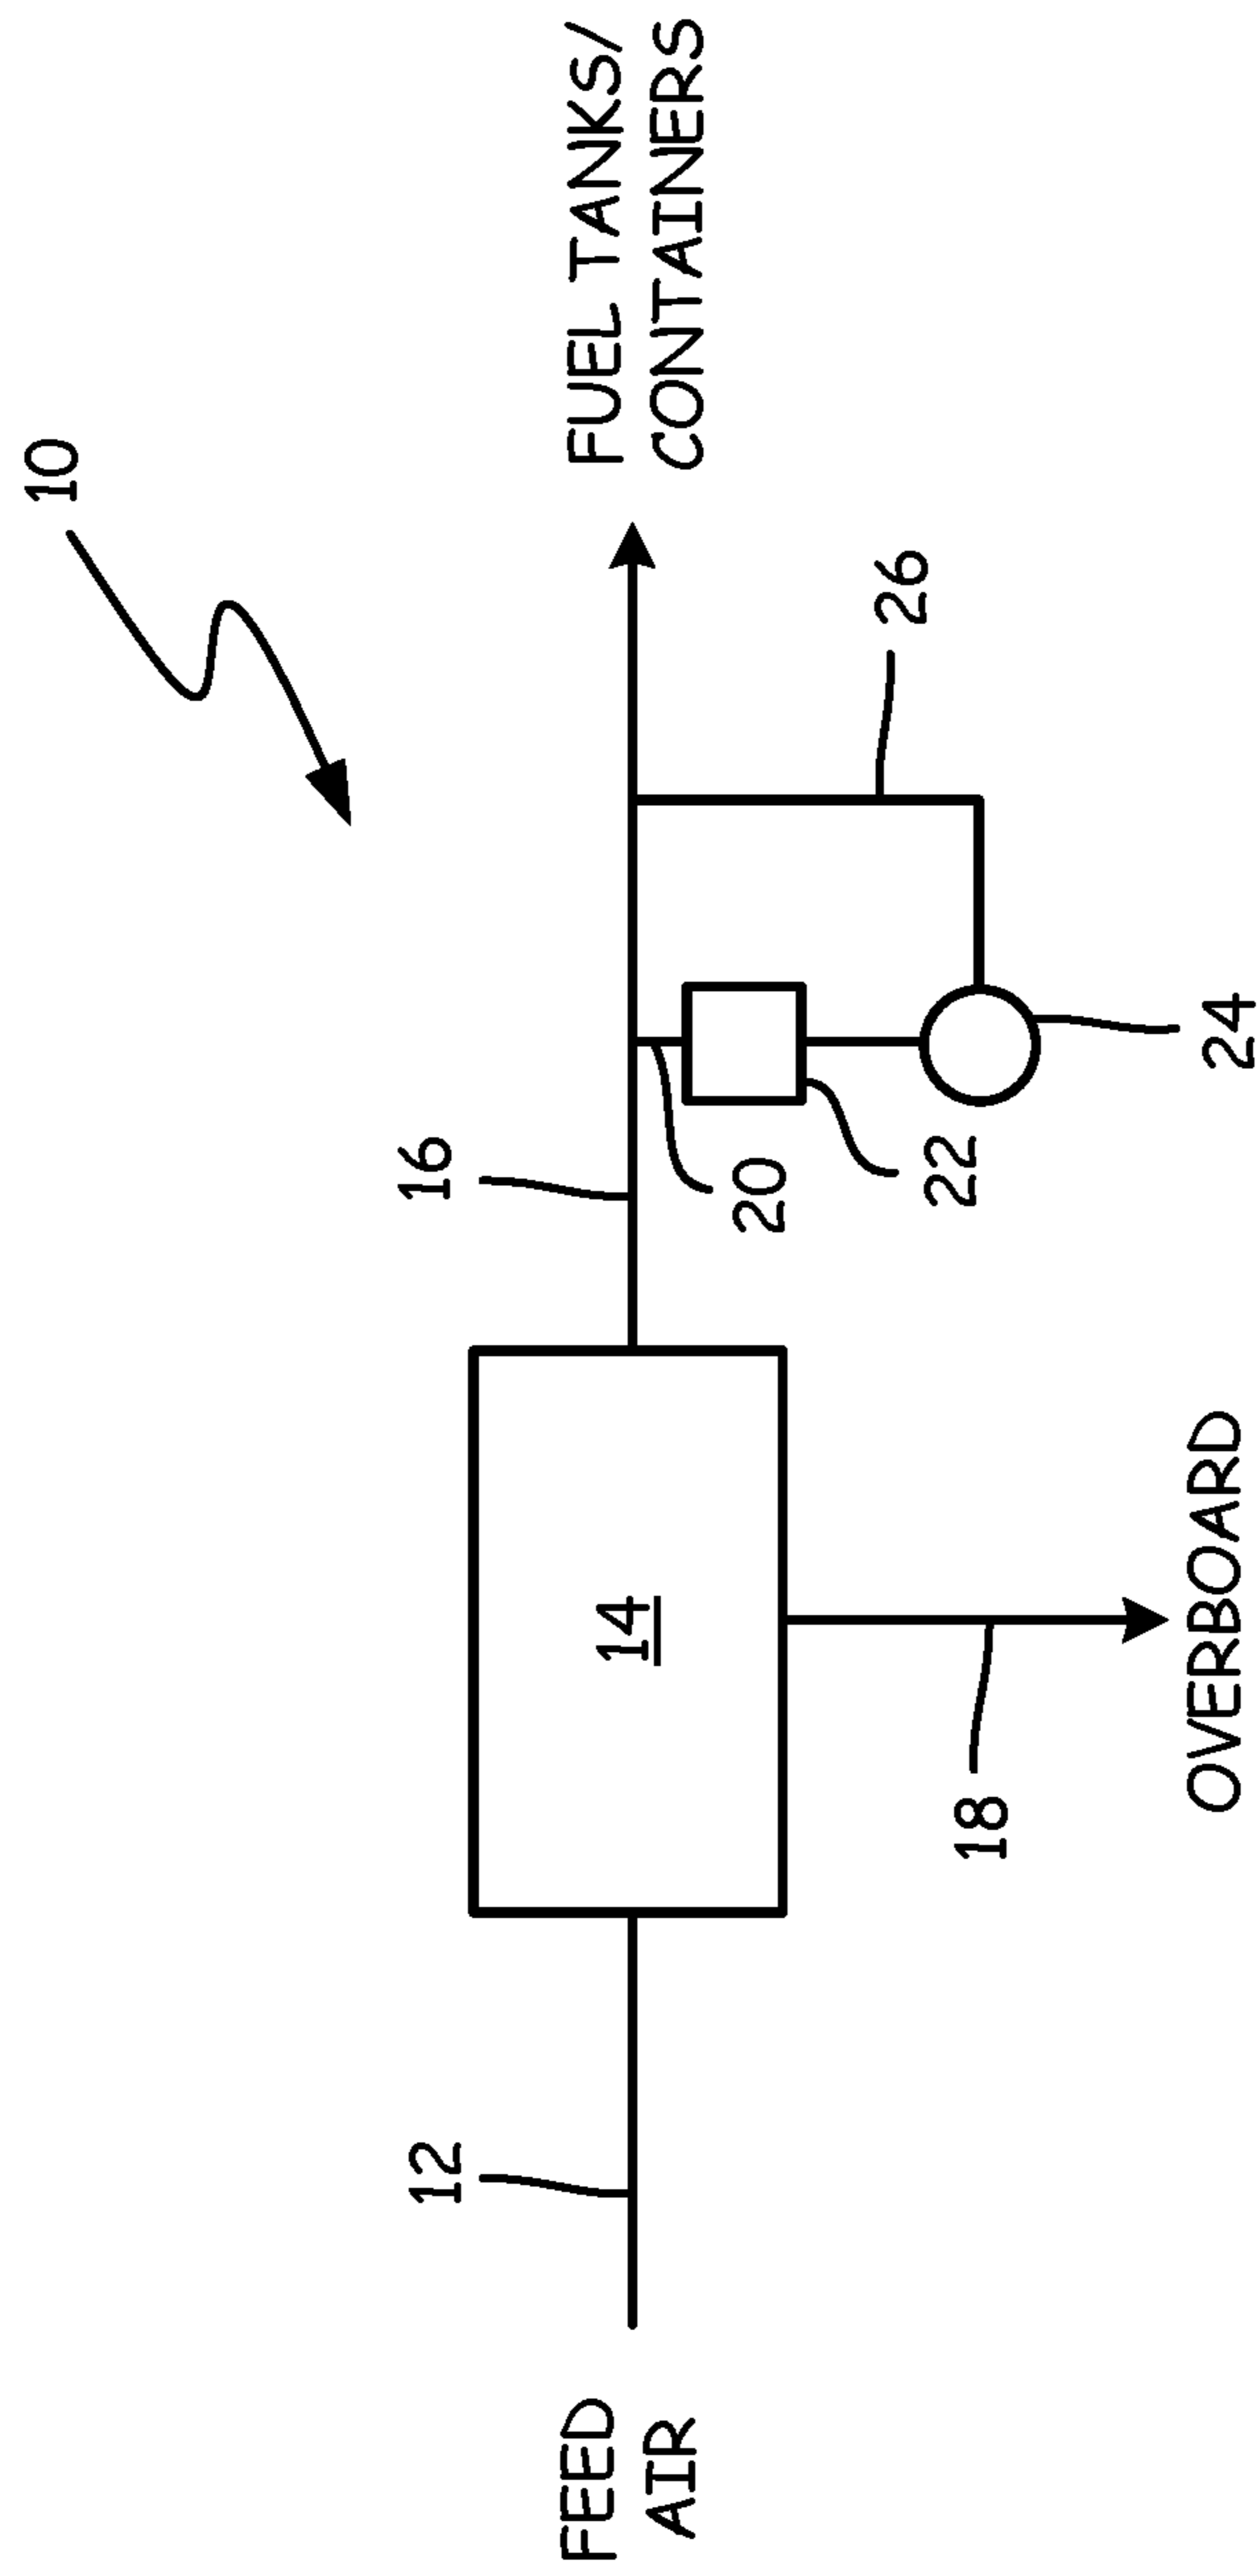 10
FUEL TANKS/
CONTAINERS
FEED
AIR
12
14
16
18
20
22
24
26
OVERBOARD